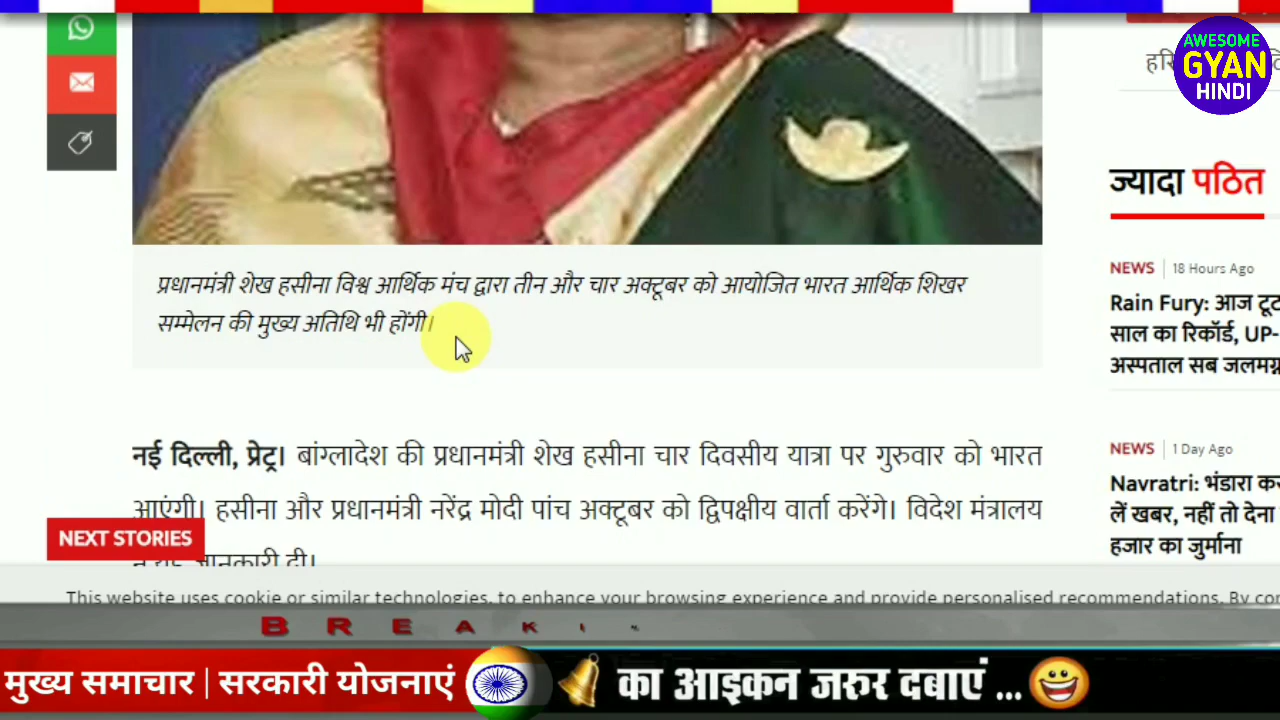 AWESOME
GYAN
HINDI
ज्यादा पठित
प्रधानमंत्री शेख हसीना विश्व आर्थिक मंच द्वारा तीन और चार अक्टूबर को आयोजित भारत आर्थिक शिखर
सम्मेलन की मुख्य अतिथि भी होंगी।
NEWS | 18 Hours Ago
Rain Fury: आज टूट
साल का रिकॉर्ड, UP-
अस्पताल सब जलमग्न
नई दिल्ली, प्रेट्र। बांग्लादेश की प्रधानमंत्री शेख हसीना चार दिवसीय यात्रा पर गुरुवार को भारत
आएंगी। हसीना और प्रधानमंत्री नरेंद्र मोदी पांच अक्टूबर को द्विपक्षीय वार्ता करेंगे। विदेश मंत्रालय
जानकारी दी।
NEWS | 1 Day Ago
Navratri: भंडारा कर
लें खबर, नहीं तो देना
हजार का जुर्माना
NEXT STORIES
This website uses cookie or similar technologies, to enhance your browsing experience and provide personalised recommendations. By con
B R E A K I
मुख्य समाचार | सरकारी योजनाएं
का आइकन जरुर दबाएं ...